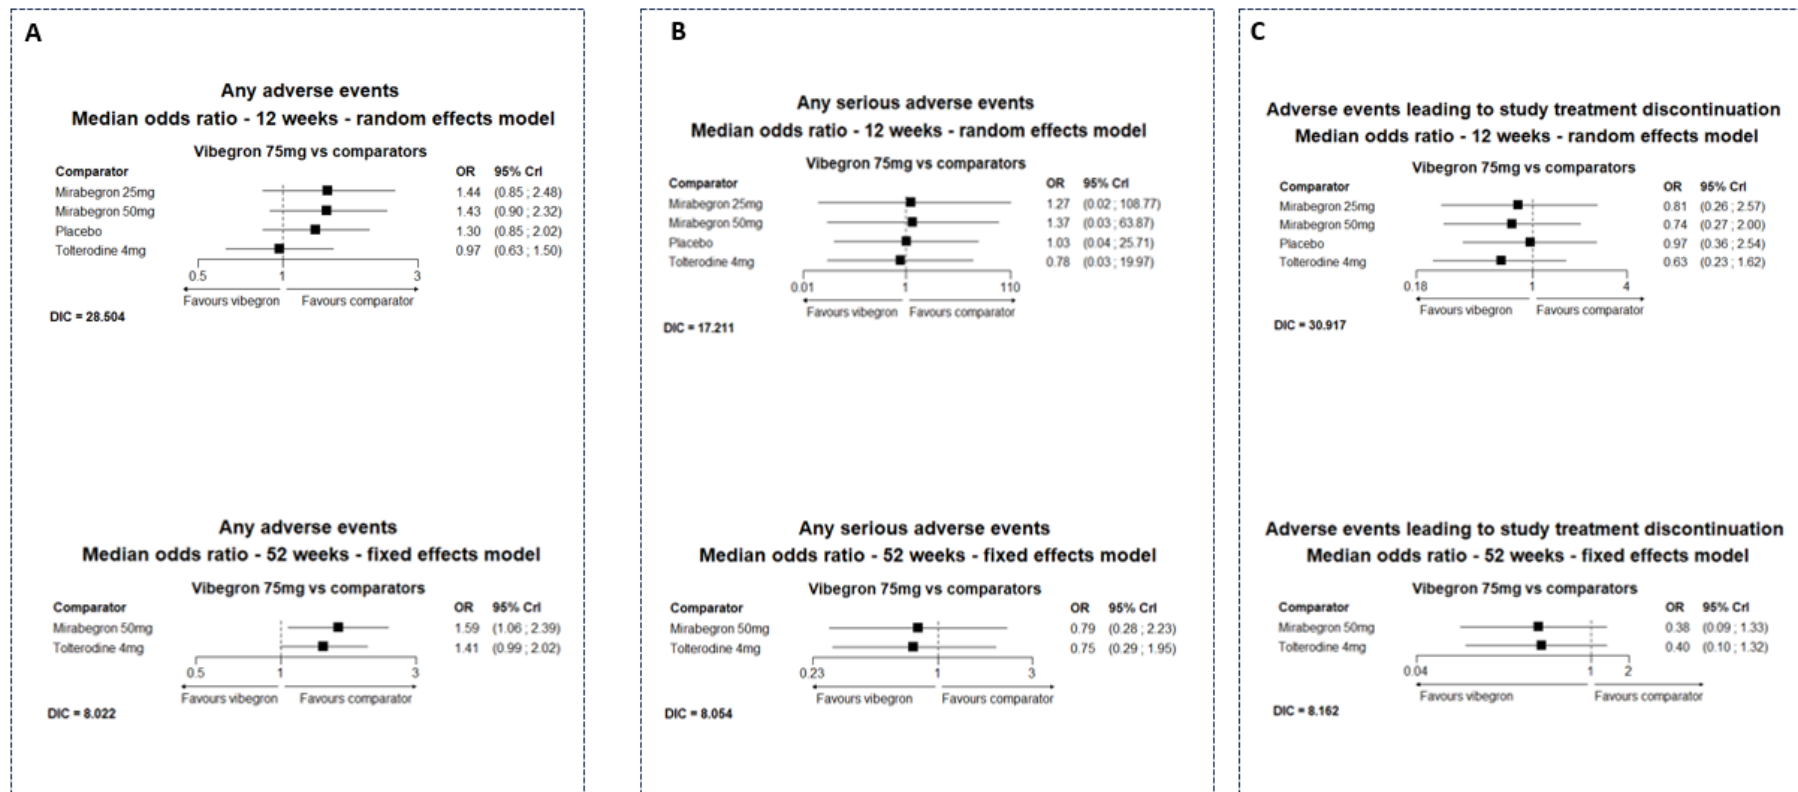 A
Any adverse events
Median odds ratio - 12 weeks - random effects model
Vibegron 75mg vs comparators
Comparator OR 95% CrI
Mirabegron 25mg 1.44 (0.85 ; 2.48)
Mirabegron 50mg 1.43 (0.90 ; 2.32)
Placebo 1.30 (0.85 ; 2.02)
Tolterodine 4mg 0.97 (0.63 ; 1.50)
0.5 1 3
Favours vibegron Favours comparator
DIC = 28.504
Any adverse events
Median odds ratio - 52 weeks - fixed effects model
Vibegron 75mg vs comparators
Comparator OR 95% CrI
Mirabegron 50mg 1.59 (1.06 ; 2.39)
Tolterodine 4mg 1.41 (0.99 ; 2.02)
0.5 1 3
Favours vibegron Favours comparator
DIC = 8.022
B
Any serious adverse events
Median odds ratio - 12 weeks - random effects model
Vibegron 75mg vs comparators
Comparator OR 95% CrI
Mirabegron 25mg 1.27 (0.02 ; 108.77)
Mirabegron 50mg 1.37 (0.03 ; 63.87)
Placebo 1.03 (0.04 ; 25.71)
Tolterodine 4mg 0.78 (0.03 ; 19.97)
0.01 1 110
Favours vibegron Favours comparator
DIC = 17.211
Any serious adverse events
Median odds ratio - 52 weeks - fixed effects model
Vibegron 75mg vs comparators
Comparator OR 95% CrI
Mirabegron 50mg 0.79 (0.28 ; 2.23)
Tolterodine 4mg 0.75 (0.29 ; 1.95)
0.23 1 3
Favours vibegron Favours comparator
DIC = 8.054
C
Adverse events leading to study treatment discontinuation
Median odds ratio - 12 weeks - random effects model
Vibegron 75mg vs comparators
Comparator OR 95% CrI
Mirabegron 25mg 0.81 (0.26 ; 2.57)
Mirabegron 50mg 0.74 (0.27 ; 2.00)
Placebo 0.97 (0.36 ; 2.54)
Tolterodine 4mg 0.63 (0.23 ; 1.62)
0.18 1 4
Favours vibegron Favours comparator
DIC = 30.917
Adverse events leading to study treatment discontinuation
Median odds ratio - 52 weeks - fixed effects model
Vibegron 75mg vs comparators
Comparator OR 95% CrI
Mirabegron 50mg 0.38 (0.09 ; 1.33)
Tolterodine 4mg 0.40 (0.10 ; 1.32)
0.04 1 2
Favours vibegron Favours comparator
DIC = 8.162